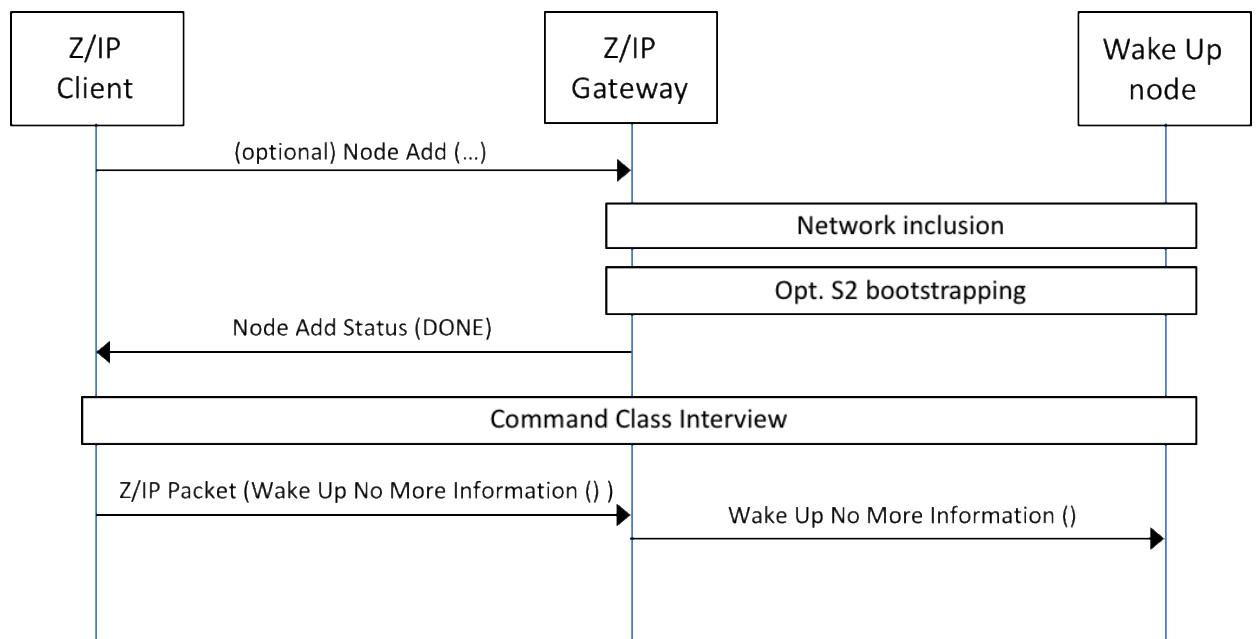 Z/IP
Client
Z/IP
Gateway
Wake Up
node
(optional) Node Add (...)
Network inclusion
Opt. S2 bootstrapping
Node Add Status (DONE)
Command Class Interview
Z/IP Packet (Wake Up No More Information () )
Wake Up No More Information ()